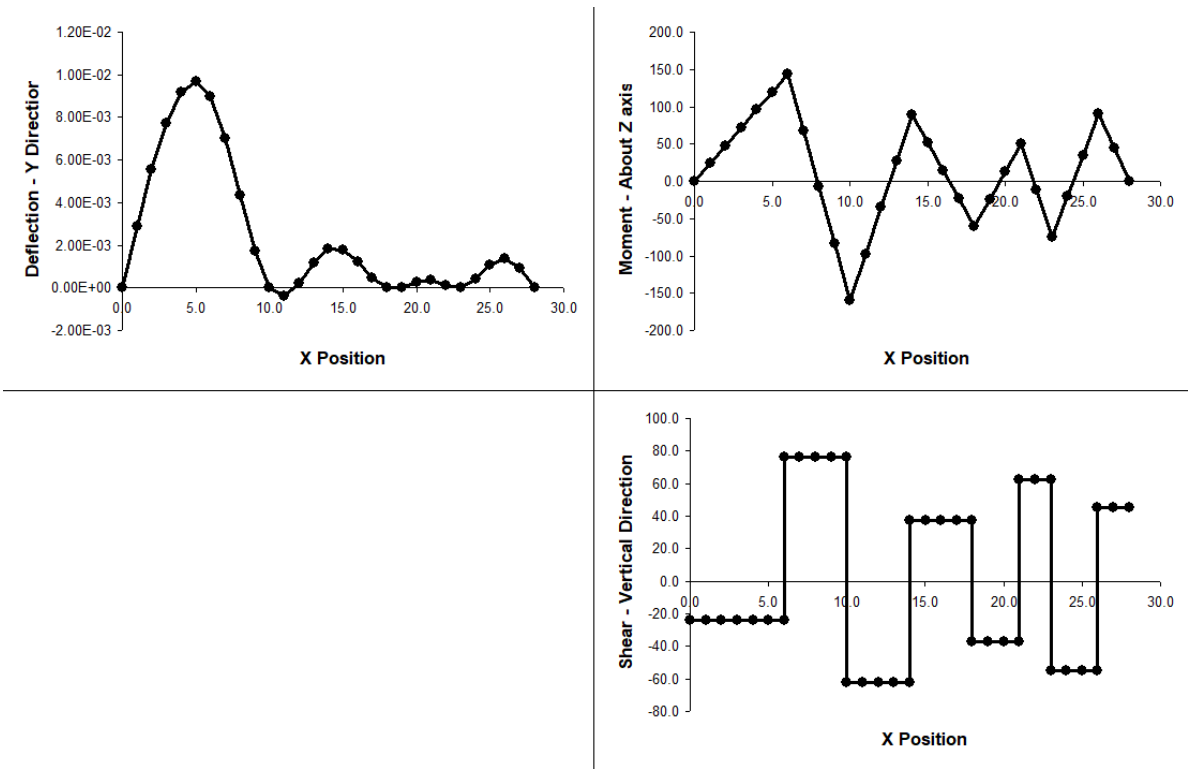 1.20E-02
1.00E-02
8.00E-03
6.00E-03
4.00E-03
2.00E-03
0.00E+00
-2.00E-03
0.0 5.0 10.0 15.0 20.0 25.0 30.0
Deflection - Y Direction
X Position
200.0
150.0
100.0
50.0
0.0
-50.0
-100.0
-150.0
-200.0
0.0 5.0 10.0 15.0 20.0 25.0 30.0
Moment - About Z axis
X Position
100.0
80.0
60.0
40.0
20.0
0.0
-20.0
-40.0
-60.0
-80.0
0.0 5.0 10.0 15.0 20.0 25.0 30.0
Shear - Vertical Direction
X Position